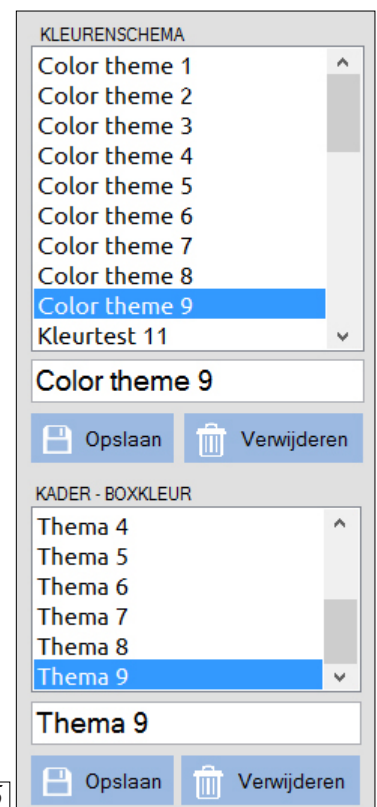 KLEURENSCHEMA
Color theme 1
Color theme 2
Color theme 3
Color theme 4
Color theme 5
Color theme 6
Color theme 7
Color theme 8
Color theme 9
Kleurtest 11
Color theme 9
Opslaan Verwijderen
KADER - BOXKLEUR
Thema 4
Thema 5
Thema 6
Thema 7
Thema 8
Thema 9
Thema 9
Opslaan Verwijderen